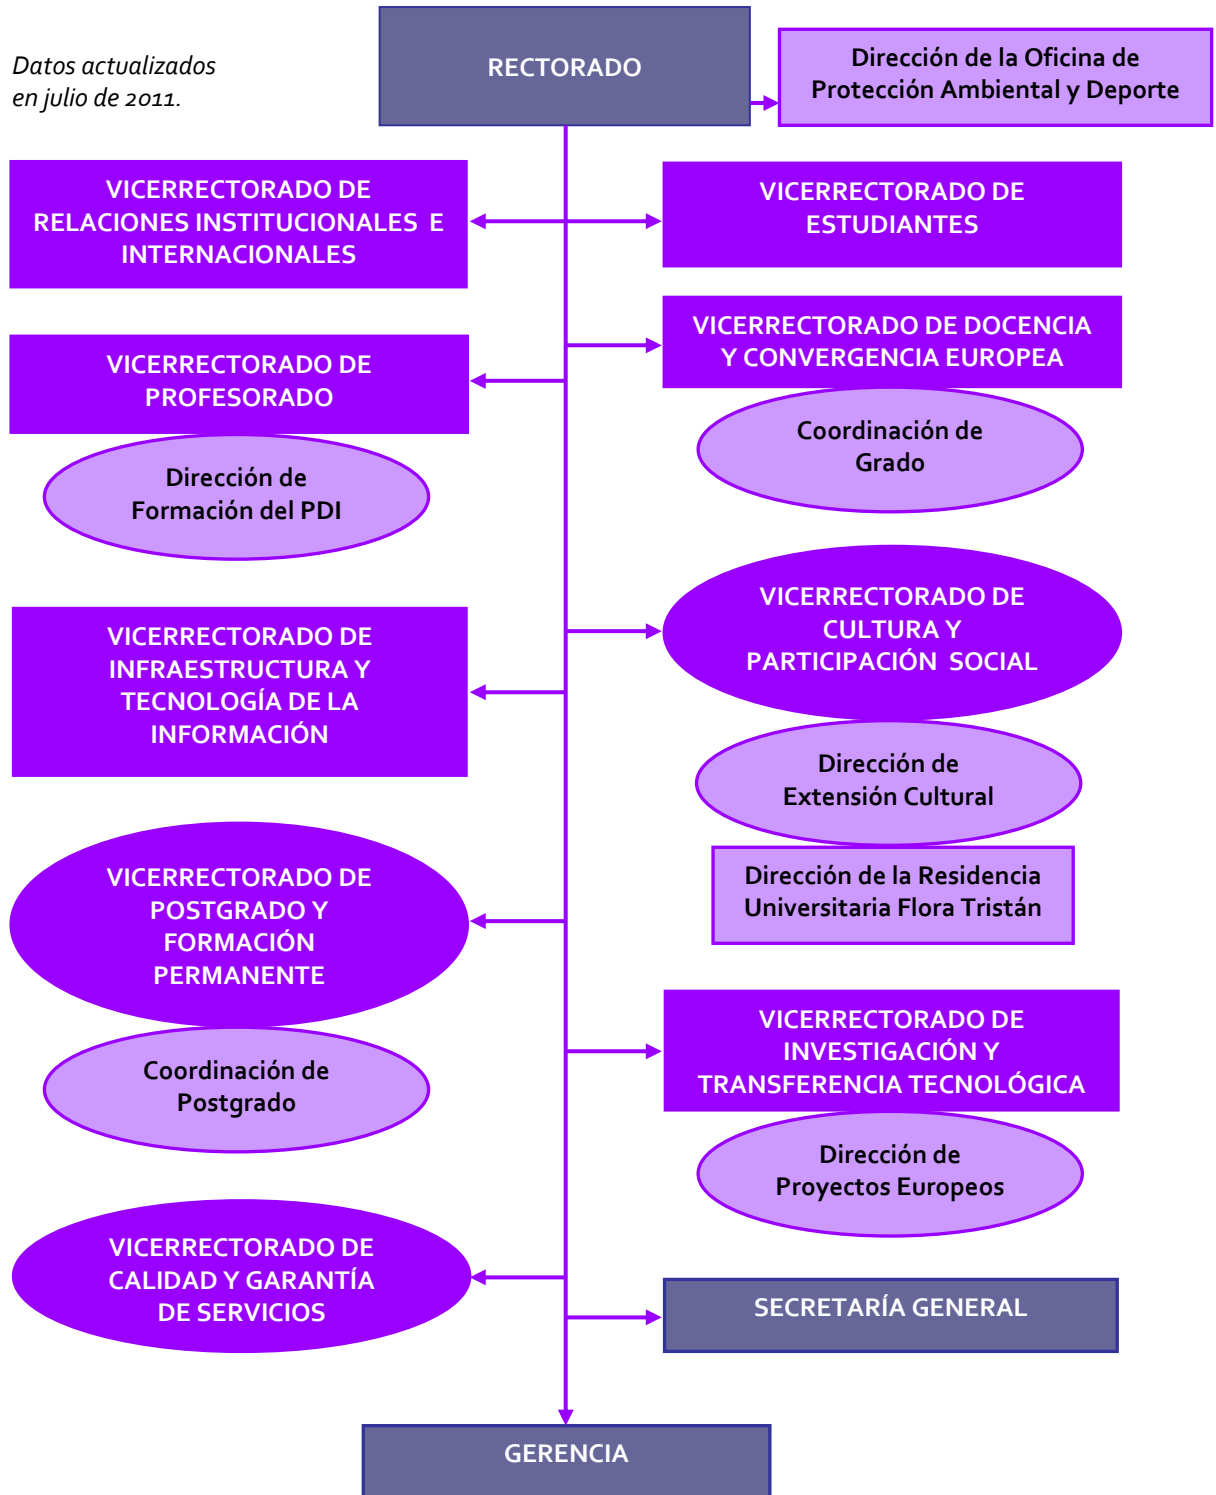 Datos actualizados
en julio de 2011.
RECTORADO
Dirección de la Oficina de
Protección Ambiental y Deporte
VICERRECTORADO DE
RELACIONES INSTITUCIONALES E
INTERNACIONALES
VICERRECTORADO DE
ESTUDIANTES
VICERRECTORADO DE DOCENCIA
Y CONVERGENCIA EUROPEA
VICERRECTORADO DE
PROFESORADO
Coordinación de
Grado
Dirección de
Formación del PDI
VICERRECTORADO DE
CULTURA Y
PARTICIPACIÓN SOCIAL
VICERRECTORADO DE
INFRAESTRUCTURA Y
TECNOLOGÍA DE LA
INFORMACIÓN
Dirección de
Extensión Cultural
Dirección de la Residencia
Universitaria Flora Tristán
VICERRECTORADO DE
POSTGRADO Y
FORMACIÓN
PERMANENTE
VICERRECTORADO DE
INVESTIGACIÓN Y
TRANSFERENCIA TECNOLÓGICA
Coordinación de
Postgrado
Dirección de
Proyectos Europeos
VICERRECTORADO DE
CALIDAD Y GARANTÍA
DE SERVICIOS
SECRETARÍA GENERAL
GERENCIA